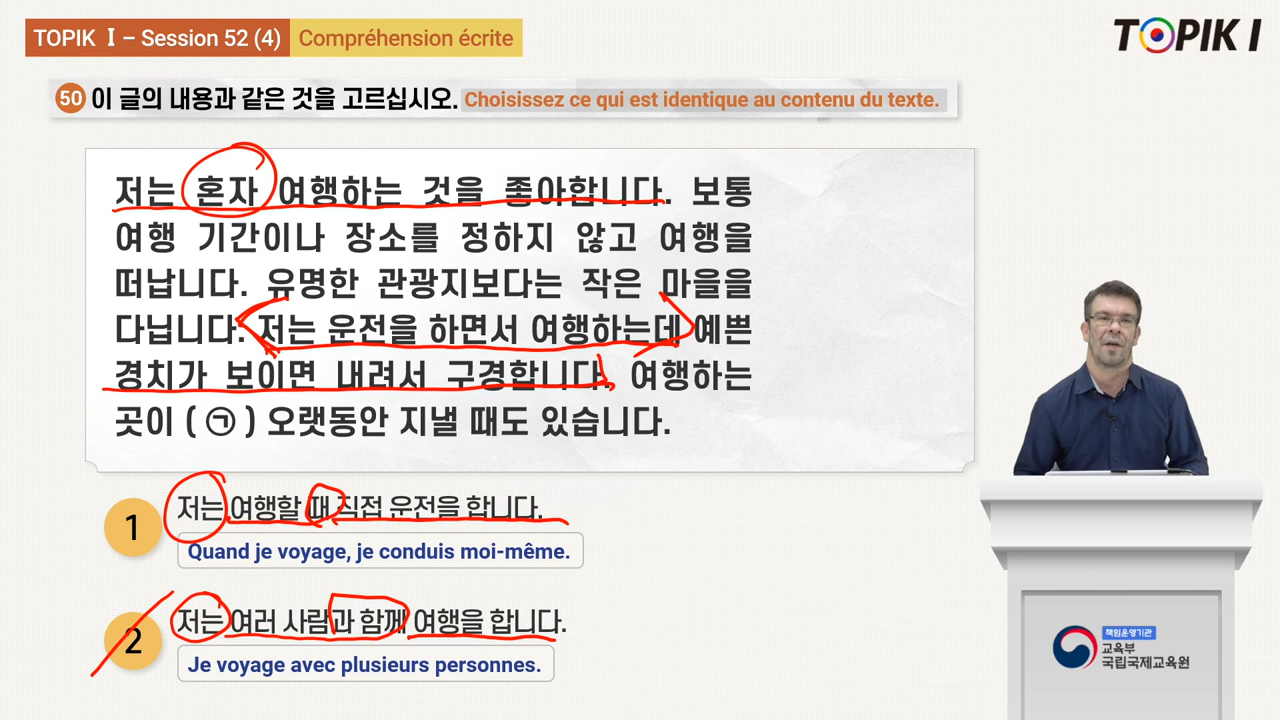 TOPIK Ⅰ – Session 52 (4) Compréhension écrite
TOPIK I
50 이 글의 내용과 같은 것을 고르십시오. Choisissez ce qui est identique au contenu du texte.
저는 혼자 여행하는 것을 좋아합니다. 보통
여행 기간이나 장소를 정하지 않고 여행을
떠납니다. 유명한 관광지보다는 작은 마을을
다닙니다. 저는 운전을 하면서 여행하는데 예쁜
경치가 보이면 내려서 구경합니다. 여행하는
곳이 ( ㉠ ) 오랫동안 지낼 때도 있습니다.
1 저는 여행할 때 직접 운전을 합니다.
Quand je voyage, je conduis moi-même.
2 저는 여러 사람과 함께 여행을 합니다.
Je voyage avec plusieurs personnes.
책임운영기관
교육부
국립국제교육원